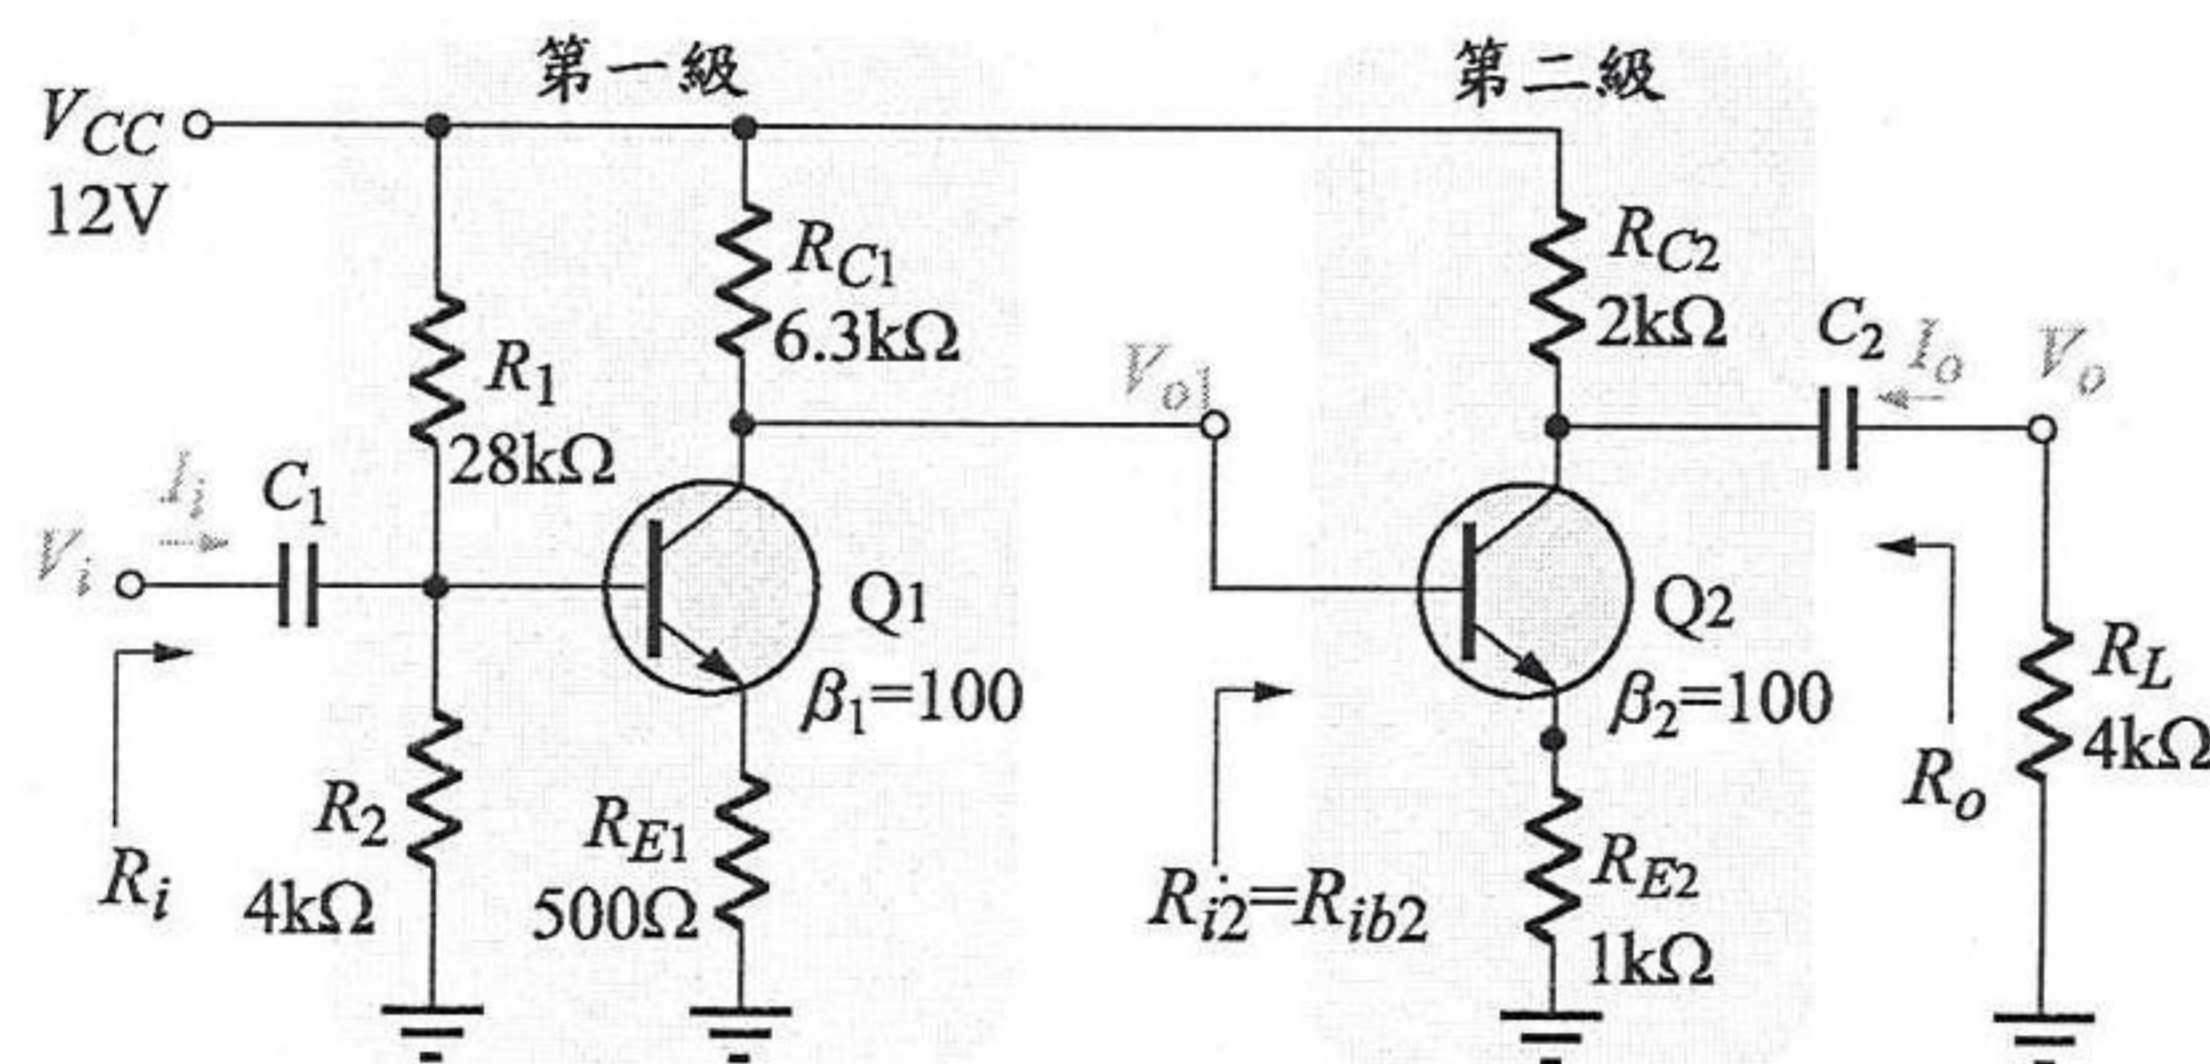 第一級
第二級
VCC
12V
RC1
6.3kΩ
RC2
2kΩ
C2
Io
Vo
R1
28kΩ
Vo1
Ii
C1
Vi
Q1
β1=100
Q2
β2=100
RL
4kΩ
Ri
R2
4kΩ
RE1
500Ω
Ri2=Rib2
RE2
1kΩ
Ro